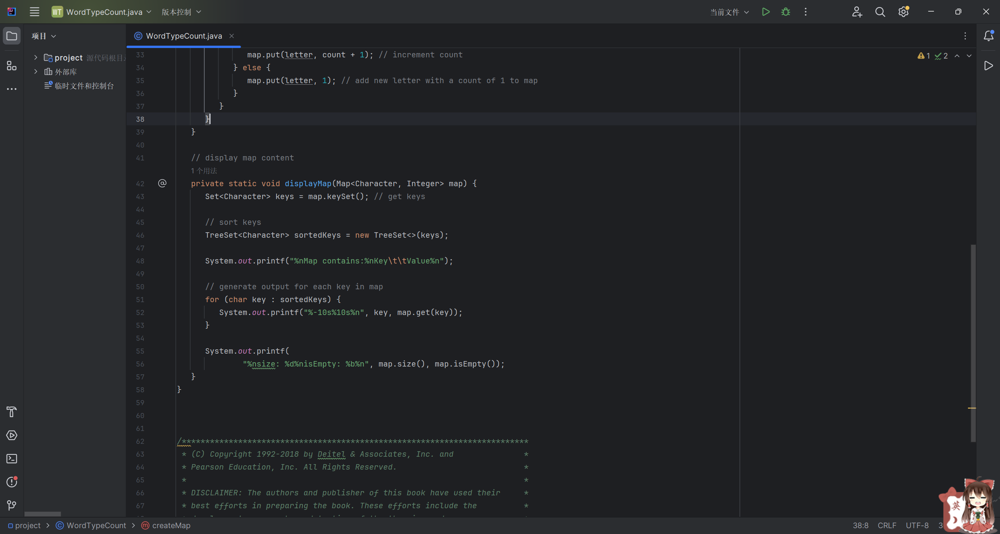 WT WordTypeCount.java 版本控制 当前文件
项目
WordTypeCount.java
project 源代码根目录
外部库
临时文件和控制台
1 2
33 map.put(letter, count + 1); // increment count
34 } else {
35 map.put(letter, 1); // add new letter with a count of 1 to map
36 }
37 }
38 }
39 }
40
41 // display map content
1 个用法
42 private static void displayMap(Map<Character, Integer> map) {
43 Set<Character> keys = map.keySet(); // get keys
44
45 // sort keys
46 TreeSet<Character> sortedKeys = new TreeSet<>(keys);
47
48 System.out.printf("%nMap contains:%nKey\t\tValue%n");
49
50 // generate output for each key in map
51 for (char key : sortedKeys) {
52 System.out.printf("%-10s%10s%n", key, map.get(key));
53 }
54
55 System.out.printf(
56 "%nsize: %d%nisEmpty: %b%n", map.size(), map.isEmpty());
57 }
58 }
59
60
61
62 /**************************************************************************
63 * (C) Copyright 1992-2018 by Deitel & Associates, Inc. and *
64 * Pearson Education, Inc. All Rights Reserved. *
65 * *
66 * DISCLAIMER: The authors and publisher of this book have used their *
67 * best efforts in preparing the book. These efforts include the *
英
project > WordTypeCount > createMap
38:8 CRLF UTF-8 3